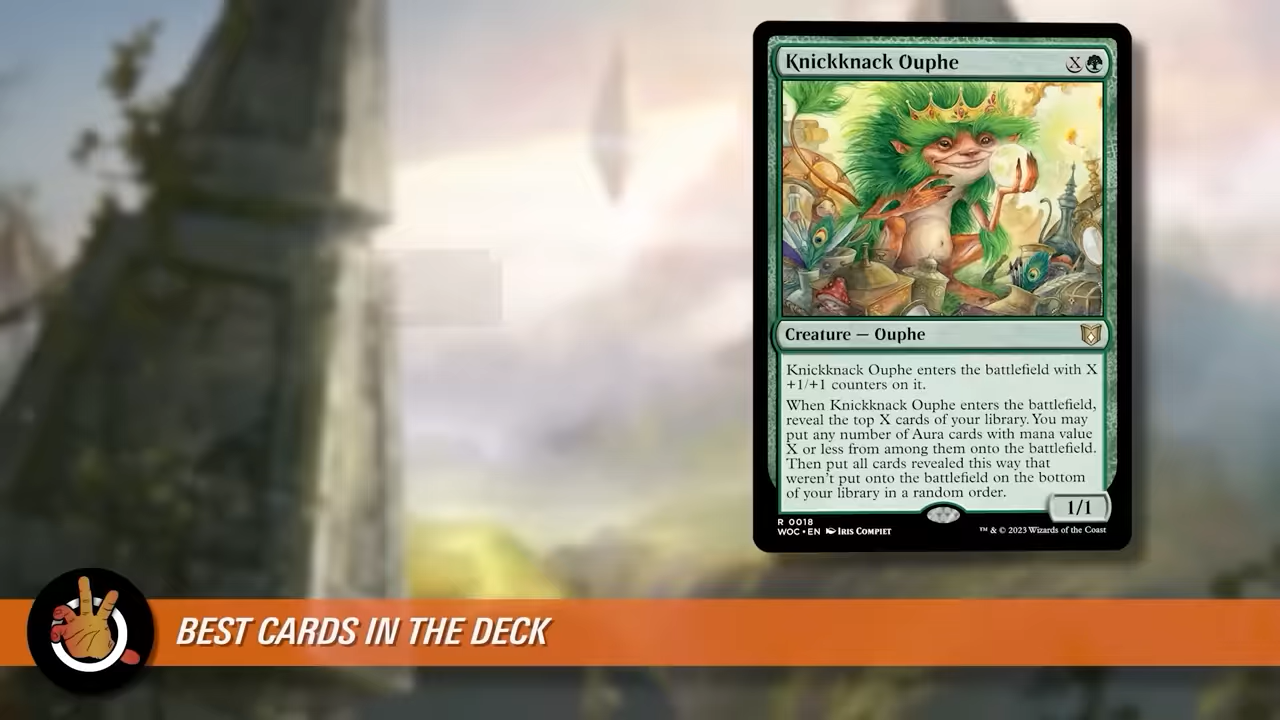 Knickknack Ouphe X
Creature — Ouphe
Knickknack Ouphe enters the battlefield with X
+1/+1 counters on it.
When Knickknack Ouphe enters the battlefield,
reveal the top X cards of your library. You may
put any number of Aura cards with mana value
X or less from among them onto the battlefield.
Then put all cards revealed this way that
weren't put onto the battlefield on the bottom
of your library in a random order.
1/1
R 0018
WOC • EN IRIS COMPIET
™ & © 2023 Wizards of the Coast
BEST CARDS IN THE DECK